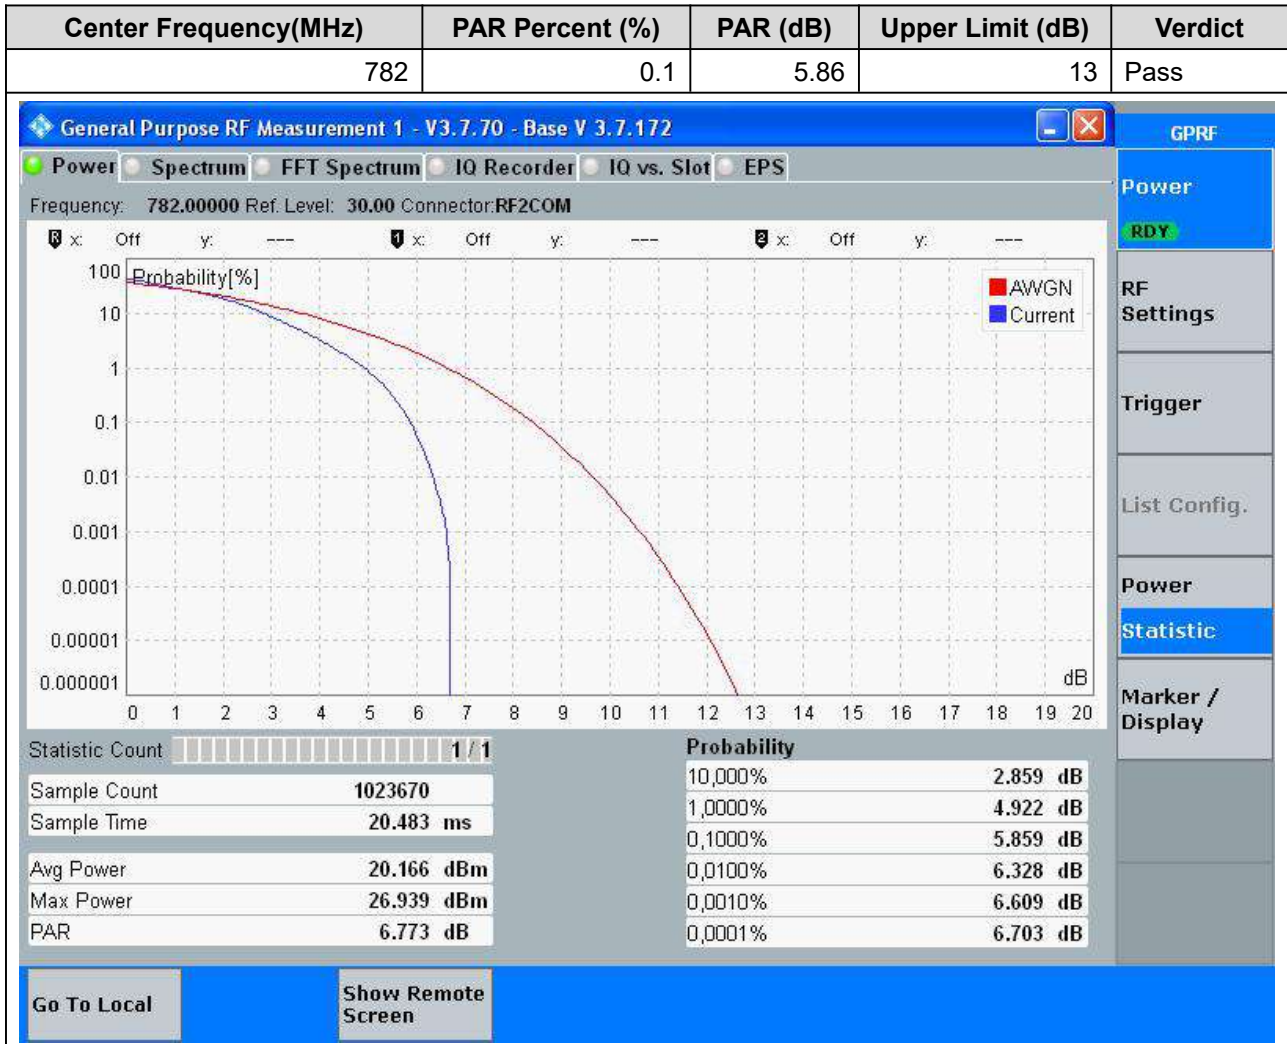 Center Frequency(MHz) PAR Percent (%) PAR (dB) Upper Limit (dB) Verdict
782 0.1 5.86 13 Pass
General Purpose RF Measurement 1 - V3.7.70 - Base V 3.7.172
GPRF
Power Spectrum FFT Spectrum IQ Recorder IQ vs. Slot EPS
Frequency: 782.00000 Ref. Level: 30.00 Connector:RF2COM
R x: Off y: --- 1 x: Off y: --- 2 x: Off y: ---
Probability[%]
100
10
1
0.1
0.01
0.001
0.0001
0.00001
0.000001
AWGN
Current
dB
0 1 2 3 4 5 6 7 8 9 10 11 12 13 14 15 16 17 18 19 20
Statistic Count 1 / 1
Sample Count 1023670
Sample Time 20.483 ms
Avg Power 20.166 dBm
Max Power 26.939 dBm
PAR 6.773 dB
Probability
10,000% 2.859 dB
1,0000% 4.922 dB
0,1000% 5.859 dB
0,0100% 6.328 dB
0,0010% 6.609 dB
0,0001% 6.703 dB
Power
RDY
RF
Settings
Trigger
List Config.
Power
Statistic
Marker /
Display
Go To Local
Show Remote
Screen